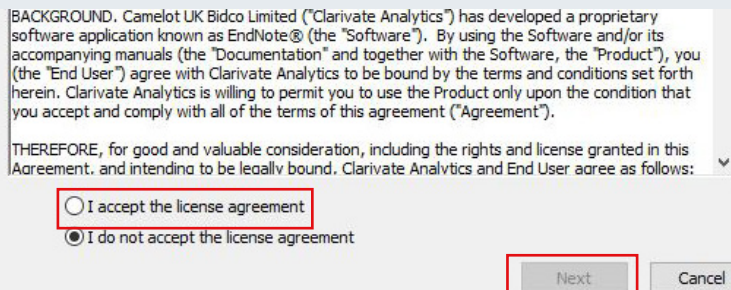 BACKGROUND. Camelot UK Bidco Limited ("Clarivate Analytics") has developed a proprietary
software application known as EndNote® (the "Software"). By using the Software and/or its
accompanying manuals (the "Documentation" and together with the Software, the "Product"), you
(the "End User") agree with Clarivate Analytics to be bound by the terms and conditions set forth
herein. Clarivate Analytics is willing to permit you to use the Product only upon the condition that
you accept and comply with all of the terms of this agreement ("Agreement").
THEREFORE, for good and valuable consideration, including the rights and license granted in this
Agreement, and intending to be legally bound, Clarivate Analytics and End User agree as follows:
I accept the license agreement
I do not accept the license agreement
Next
Cancel